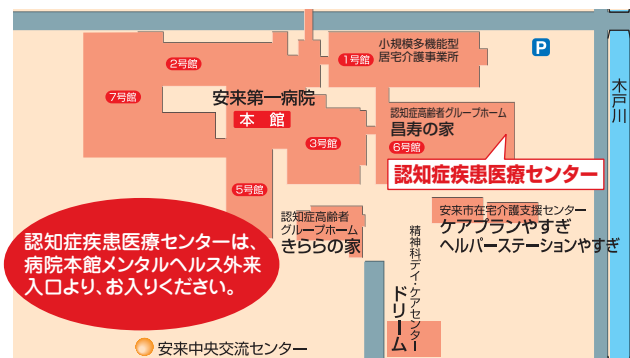 小規模多機能型
居宅介護事業所
P
1号館
2号館
7号館
安来第一病院
本館
木戸川
認知症高齢者グループホーム
昌寿の家
3号館
6号館
認知症疾患医療センター
5号館
認知症高齢者
グループホーム
きららの家
安来市在宅介護支援センター
ケアプランやすぎ
ヘルパーステーションやすぎ
精神科デイ・ケアセンター
ドリーム
認知症疾患医療センターは、
病院本館メンタルヘルス外来
入口より、お入りください。
安来中央交流センター